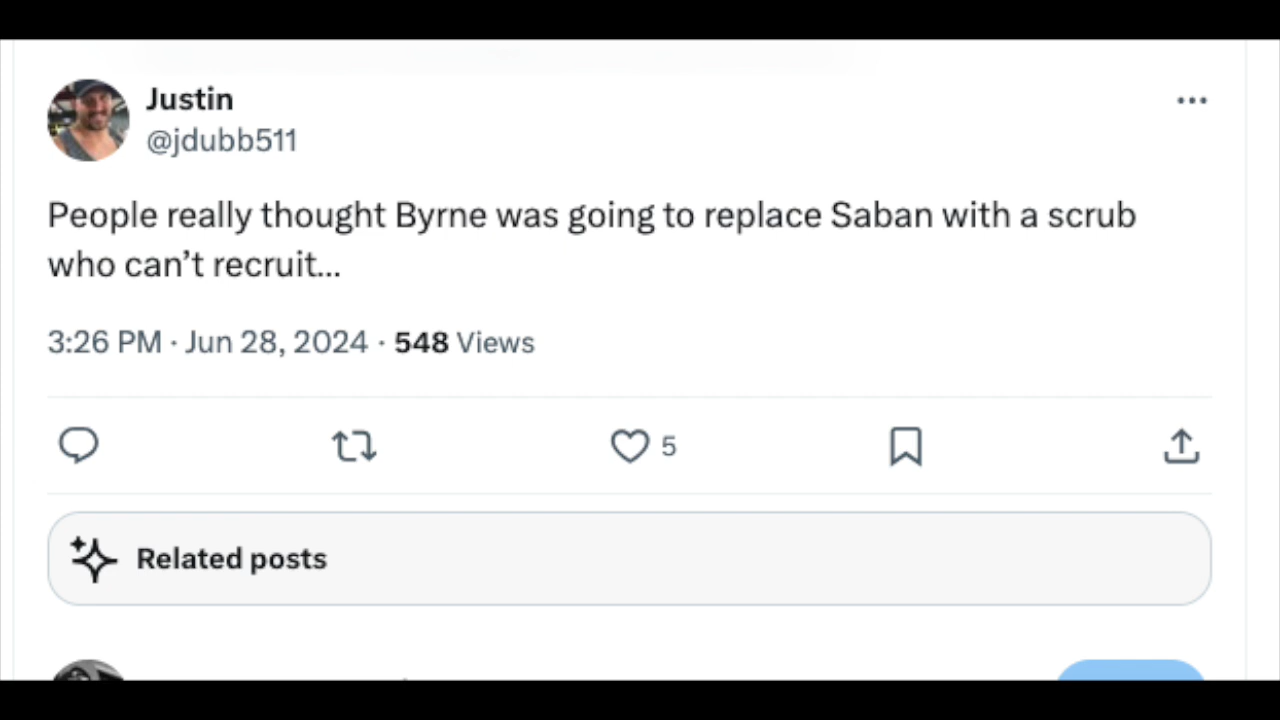 Justin
@jdubb511
People really thought Byrne was going to replace Saban with a scrub
who can’t recruit...
3:26 PM · Jun 28, 2024 · 548 Views
5
Related posts